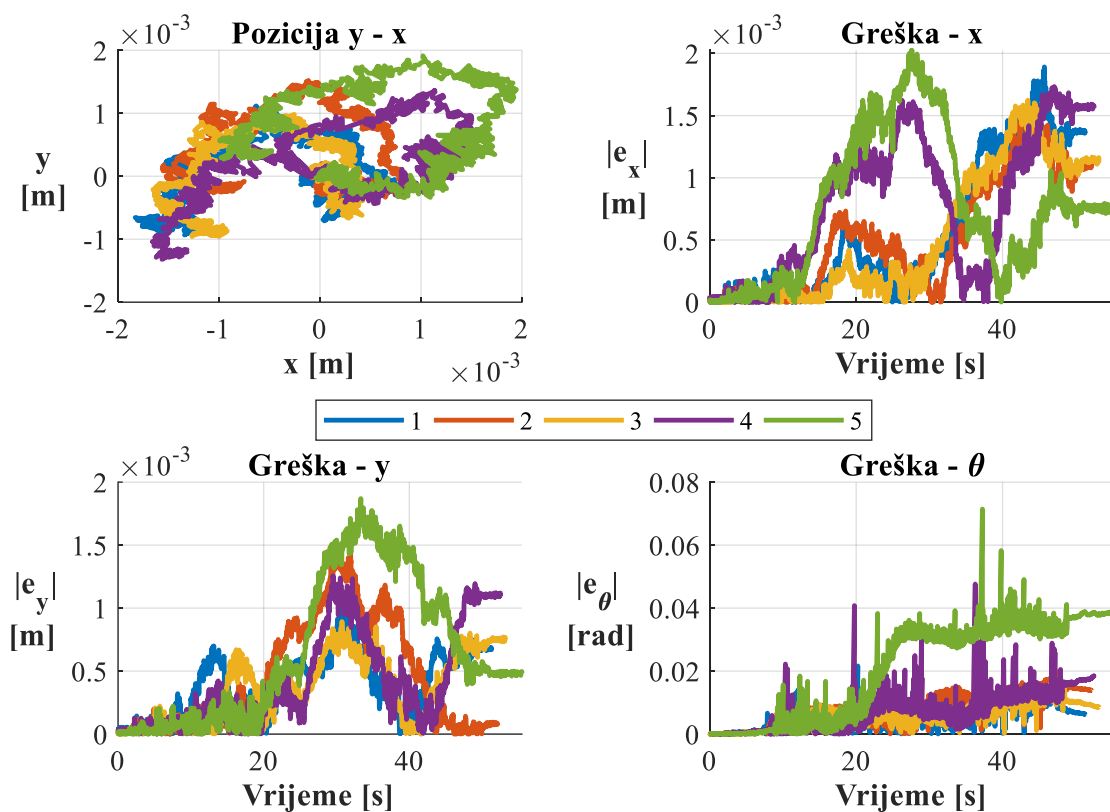 ×10⁻³
Pozicija y - x
2
1
0
-1
-2
y
[m]
-2
-1
0
1
2
x [m]
×10⁻³
×10⁻³
Greška - x
2
1.5
1
0.5
0
|e_x|
[m]
0
20
40
Vrijeme [s]
1
2
3
4
5
×10⁻³
Greška - y
2
1.5
1
0.5
0
|e_y|
[m]
0
20
40
Vrijeme [s]
Greška - θ
0.08
0.06
0.04
0.02
0
|e_θ|
[rad]
0
20
40
Vrijeme [s]